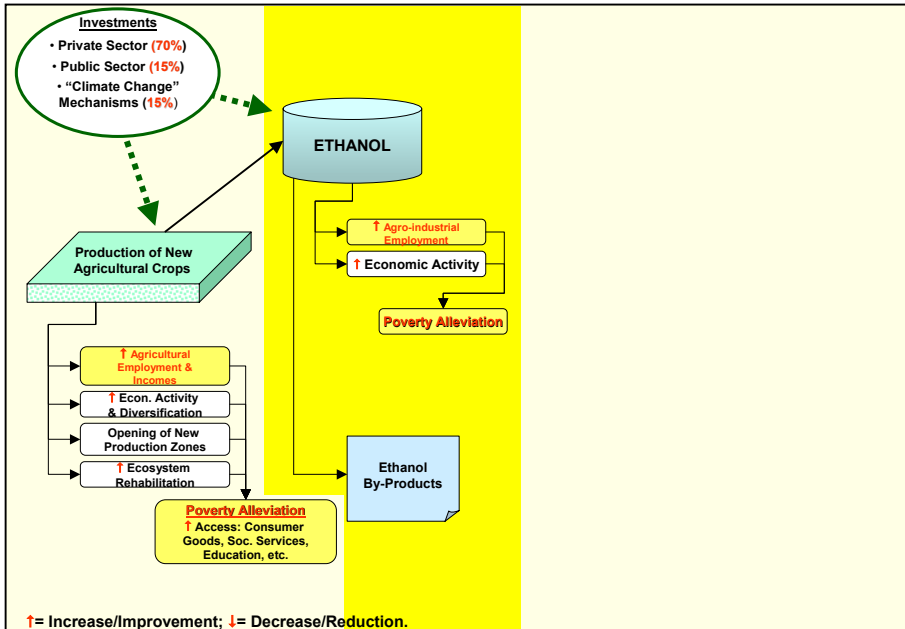 Investments
• Private Sector (70%)
• Public Sector (15%)
• “Climate Change”
Mechanisms (15%)
ETHANOL
↑ Agro-industrial
Employment
↑ Economic Activity
Poverty Alleviation
Production of New
Agricultural Crops
↑ Agricultural
Employment &
Incomes
↑ Econ. Activity
& Diversification
Opening of New
Production Zones
↑ Ecosystem
Rehabilitation
Poverty Alleviation
↑ Access: Consumer
Goods, Soc. Services,
Education, etc.
Ethanol
By-Products
↑= Increase/Improvement; ↓= Decrease/Reduction.